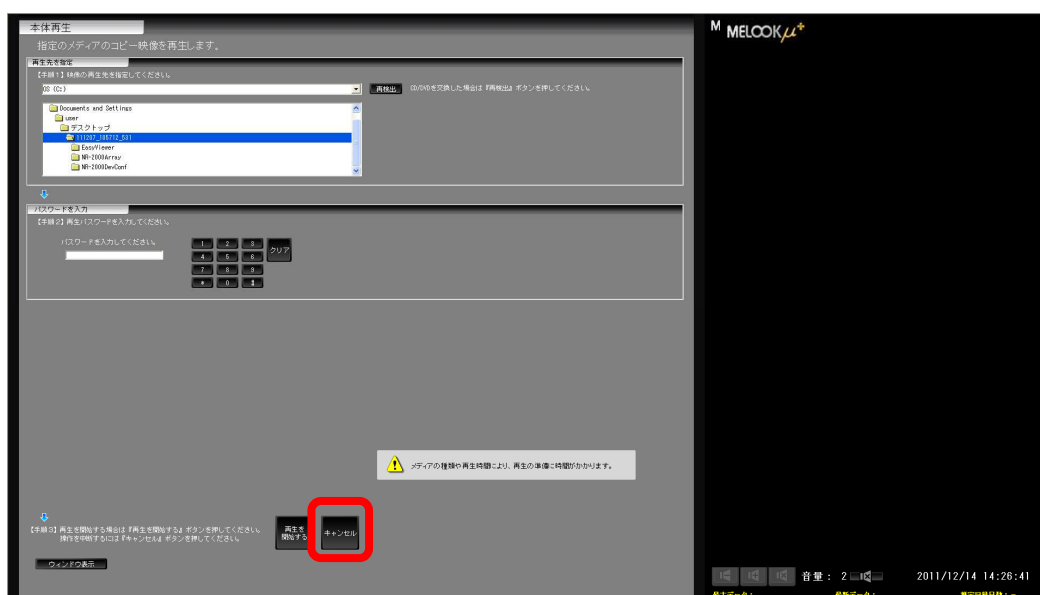 本体再生
指定のメディアのコピー映像を再生します。
再生先を指定
【手順1】映像の再生先を指定してください。
OS (C:)
再検出
CD/DVDを交換した場合は『再検出』ボタンを押してください。
Documents and Settings
user
デスクトップ
111207_105712_531
EasyViewer
NR-2000Array
NR-2000DevConf
パスワードを入力
【手順2】再生パスワードを入力してください。
パスワードを入力してください。
1 2 3
クリア
4 5 6
7 8 9
* 0 #
メディアの種類や再生時間により、再生の準備に時間がかかります。
【手順3】再生を開始する場合は『再生を開始する』ボタンを押してください。
操作を中断するには『キャンセル』ボタンを押してください。
再生を
開始する
キャンセル
ウィンドウ表示
M MELOOKμ+
音量： 2
2011/12/14 14:26:41